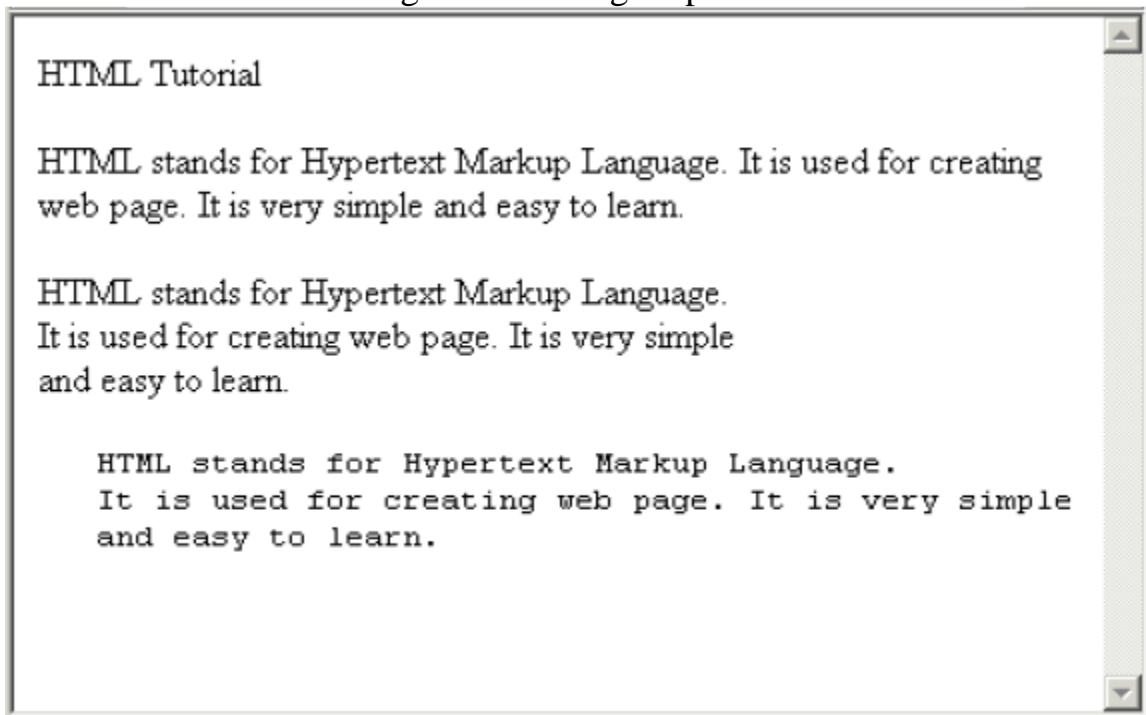 HTML Tutorial
HTML stands for Hypertext Markup Language. It is used for creating
web page. It is very simple and easy to learn.
HTML stands for Hypertext Markup Language.
It is used for creating web page. It is very simple
and easy to learn.
HTML stands for Hypertext Markup Language.
It is used for creating web page. It is very simple
and easy to learn.